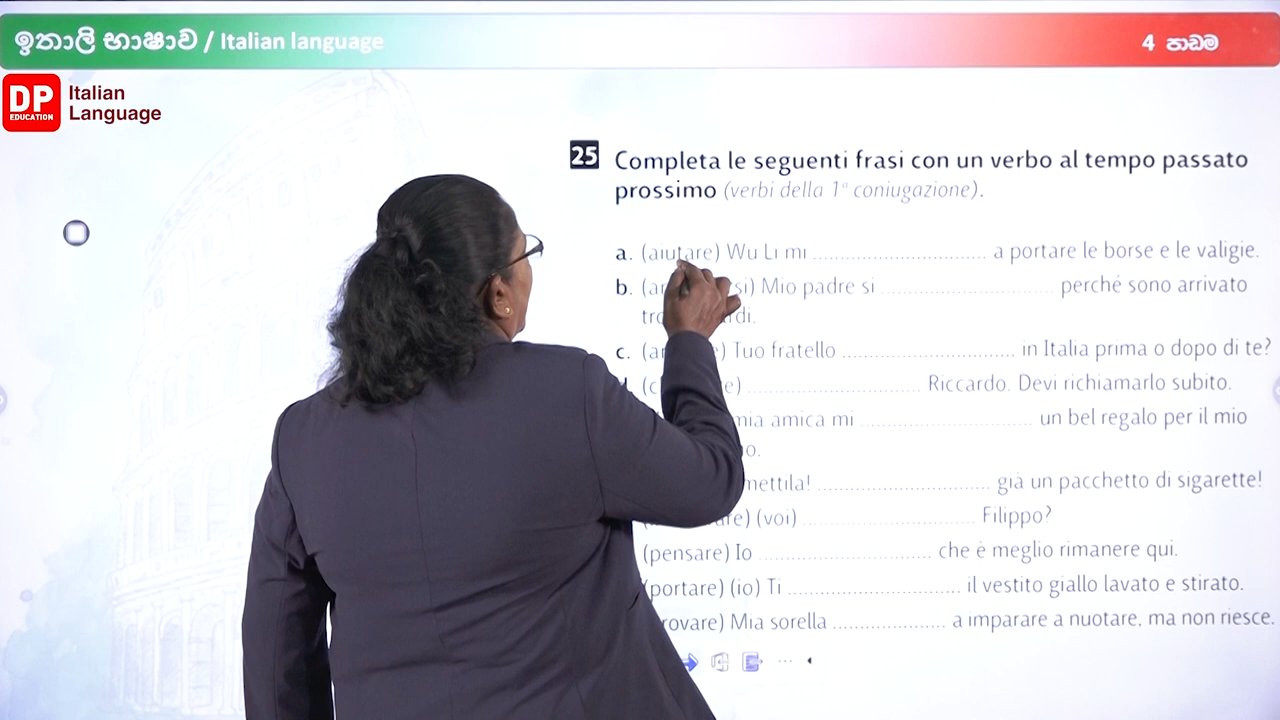 ඉතාලි භාෂාව / Italian language
4 පාඩම
DP
EDUCATION
Italian
Language
25
Completa le seguenti frasi con un verbo al tempo passato
prossimo (verbi della 1ª coniugazione).
a. (aiutare) Wu Li mi ........................ a portare le borse e le valigie.
b. si) Mio padre si ........................ perché sono arrivato
c. Tuo fratello ........................ in Italia prima o dopo di te?
........................ Riccardo. Devi richiamarlo subito.
mia amica mi ........................ un bel regalo per il mio
........................ già un pacchetto di sigarette!
(voi) ........................ Filippo?
(pensare) Io ........................ che è meglio rimanere qui.
(portare) (io) Ti ........................ il vestito giallo lavato e stirato.
Mia sorella ................ a imparare a nuotare, ma non riesce.